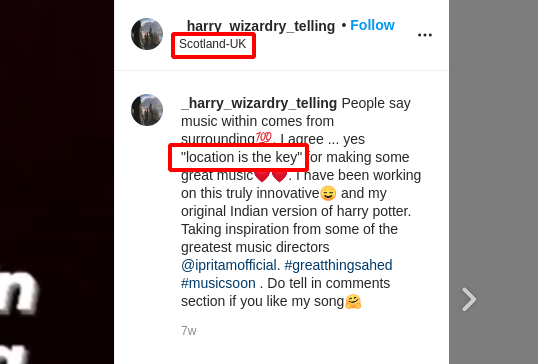 _harry_wizardry_telling • Follow
Scotland-UK
_harry_wizardry_telling People say
music within comes from
surrounding💯. I agree ... yes
"location is the key" for making some
great music❤️❤️. I have been working
on this truly innovative😄 and my
original Indian version of harry potter.
Taking inspiration from some of the
greatest music directors
@ipritamofficial. #greatthingsahed
#musicsoon . Do tell in comments
section if you like my song🤗
7w